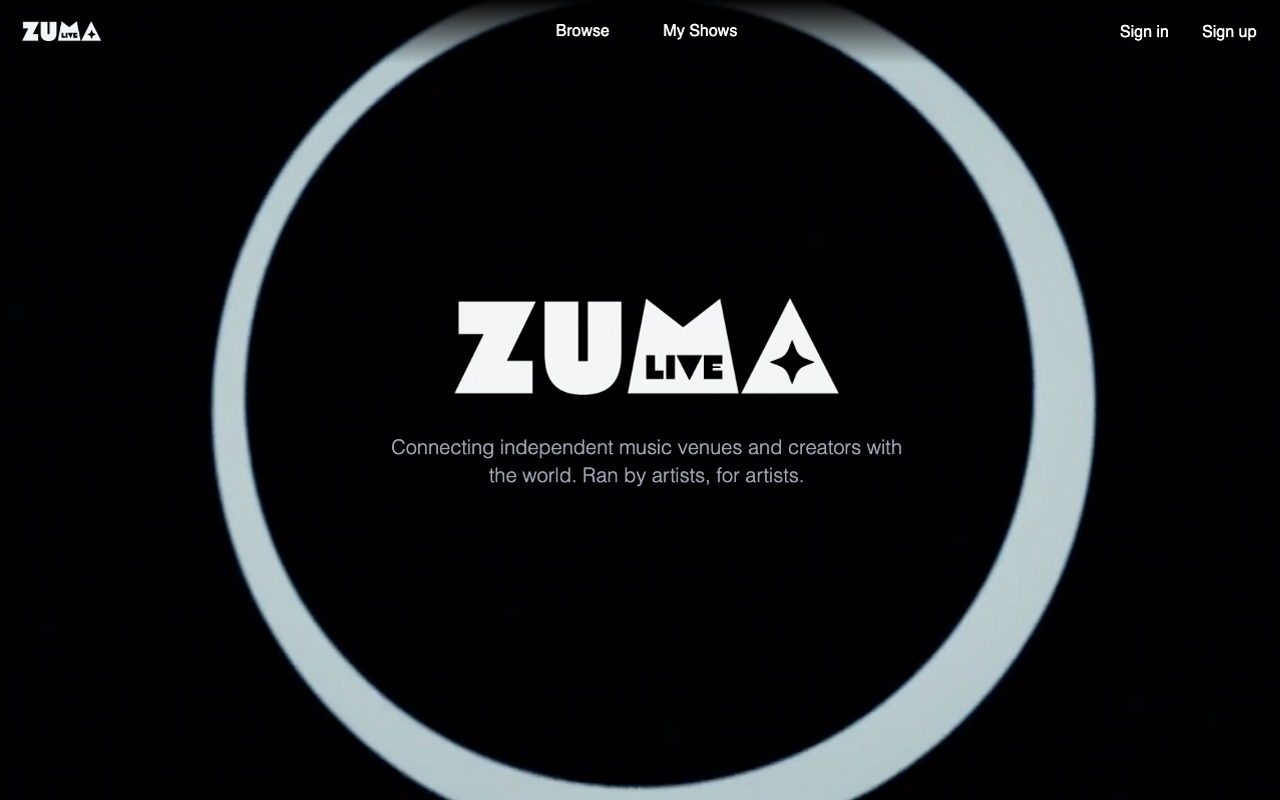 ZUMA LIVE
Browse
My Shows
Sign in
Sign up
ZUMA
LIVE
Connecting independent music venues and creators with
the world. Ran by artists, for artists.